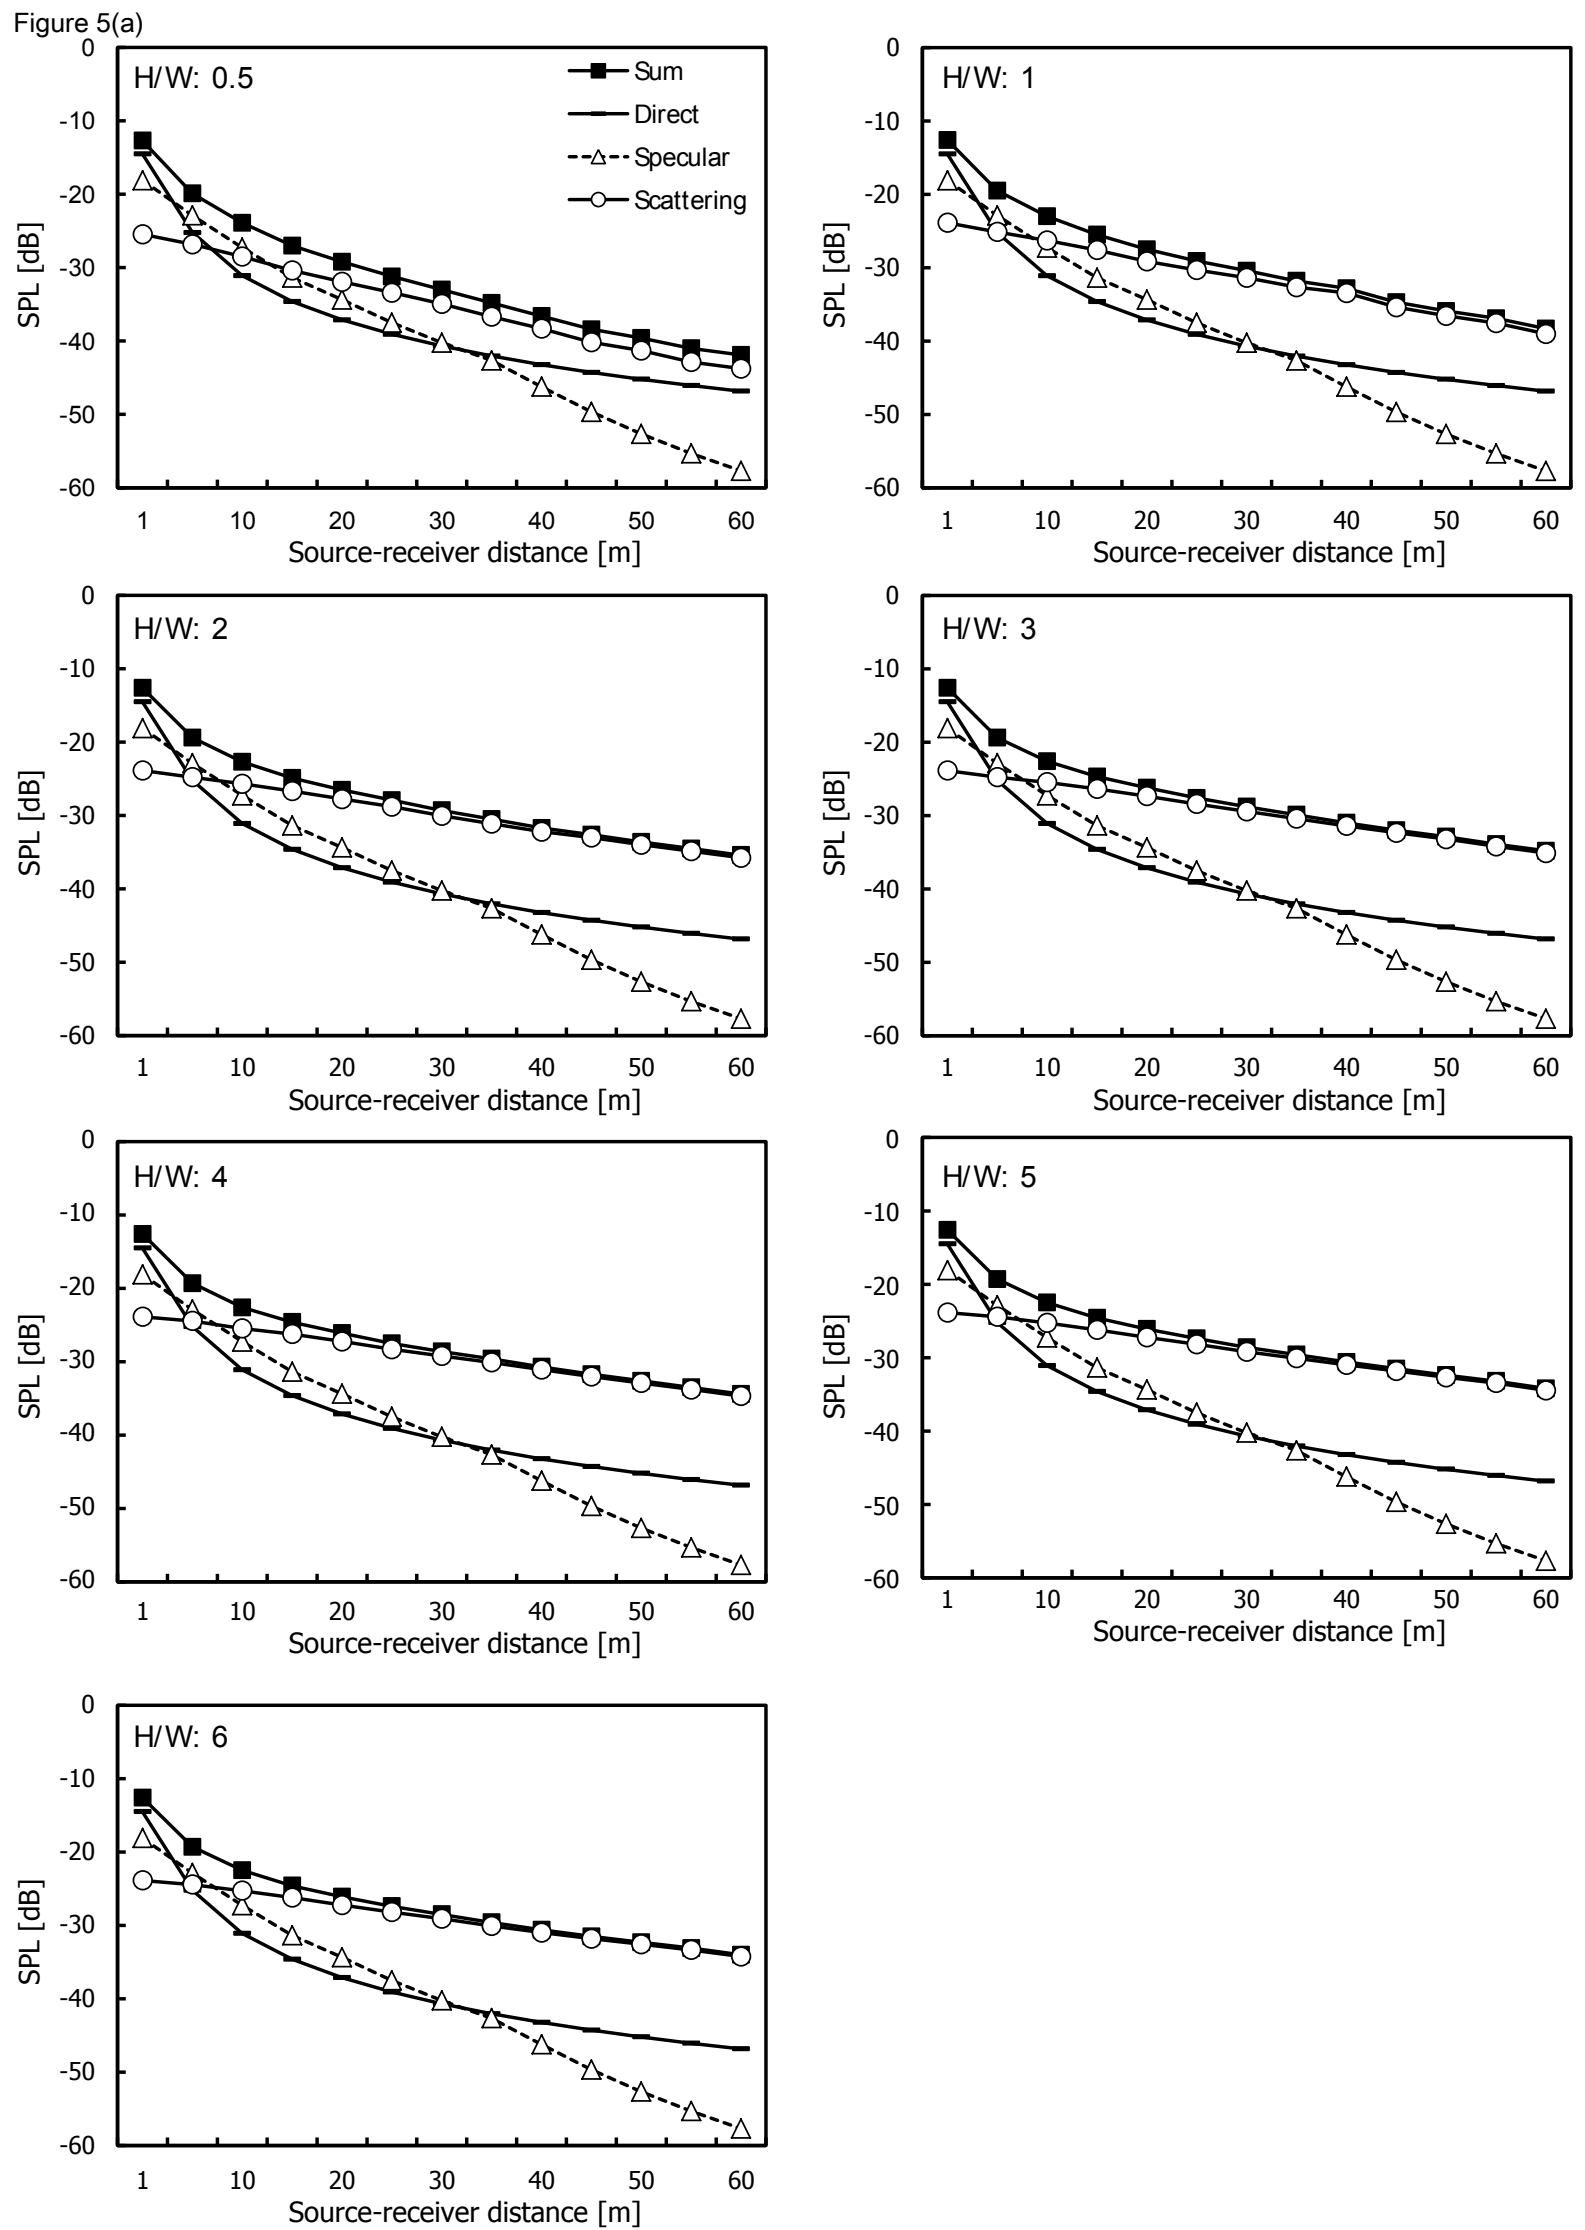 Figure 5(a)
H/W: 0.5
Sum
Direct
Specular
Scattering
SPL [dB]
0
-10
-20
-30
-40
-50
-60
1 10 20 30 40 50 60
Source-receiver distance [m]
H/W: 1
SPL [dB]
0
-10
-20
-30
-40
-50
-60
1 10 20 30 40 50 60
Source-receiver distance [m]
H/W: 2
SPL [dB]
0
-10
-20
-30
-40
-50
-60
1 10 20 30 40 50 60
Source-receiver distance [m]
H/W: 3
SPL [dB]
0
-10
-20
-30
-40
-50
-60
1 10 20 30 40 50 60
Source-receiver distance [m]
H/W: 4
SPL [dB]
0
-10
-20
-30
-40
-50
-60
1 10 20 30 40 50 60
Source-receiver distance [m]
H/W: 5
SPL [dB]
0
-10
-20
-30
-40
-50
-60
1 10 20 30 40 50 60
Source-receiver distance [m]
H/W: 6
SPL [dB]
0
-10
-20
-30
-40
-50
-60
1 10 20 30 40 50 60
Source-receiver distance [m]